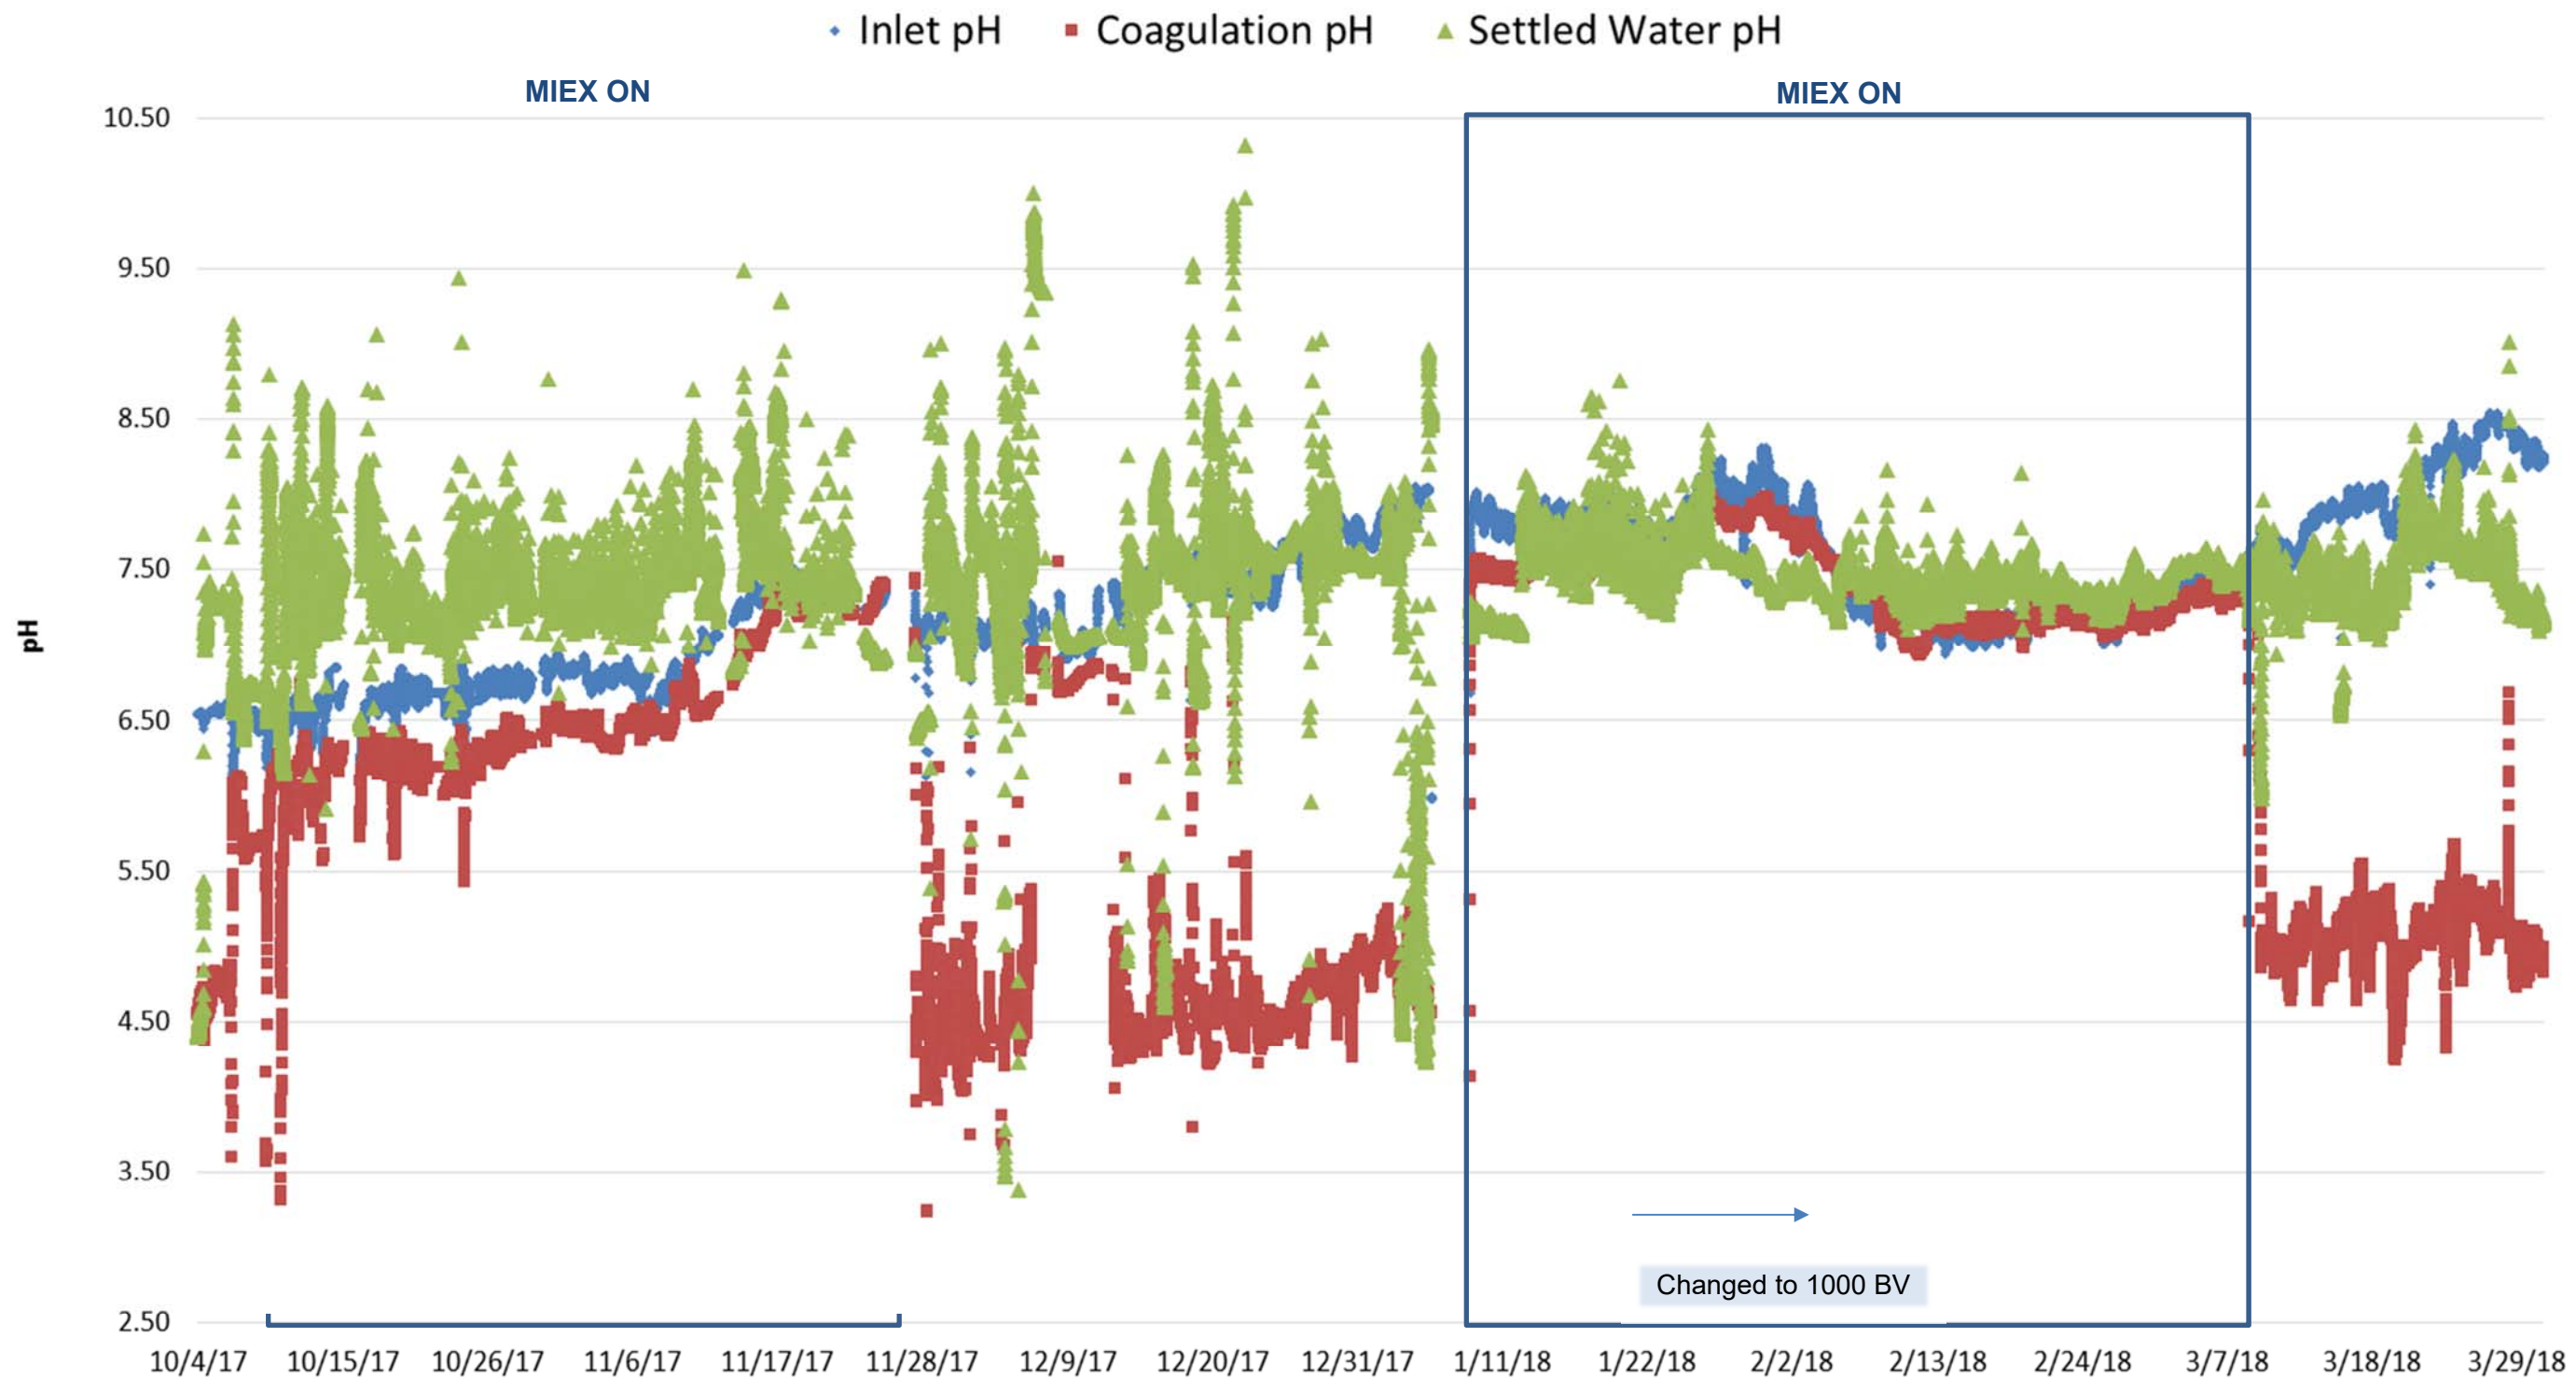 Inlet pH Coagulation pH Settled Water pH
MIEX ON MIEX ON
10.50
9.50
8.50
7.50
6.50
5.50
4.50
3.50
2.50
pH
Changed to 1000 BV
10/4/17 10/15/17 10/26/17 11/6/17 11/17/17 11/28/17 12/9/17 12/20/17 12/31/17 1/11/18 1/22/18 2/2/18 2/13/18 2/24/18 3/7/18 3/18/18 3/29/18